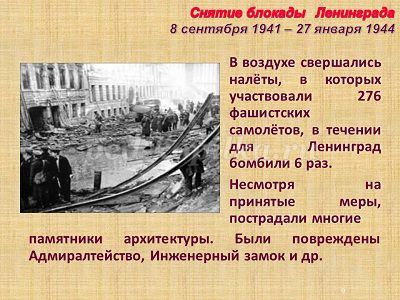 Снятие блокады Ленинграда
8 сентября 1941 – 27 января 1944
В воздухе свершались
налёты, в которых
участвовали 276
фашистских
самолётов, в течении
дня Ленинград
бомбили 6 раз.
Несмотря на
принятые меры,
пострадали многие
памятники архитектуры. Были повреждены
Адмиралтейство, Инженерный замок и др.